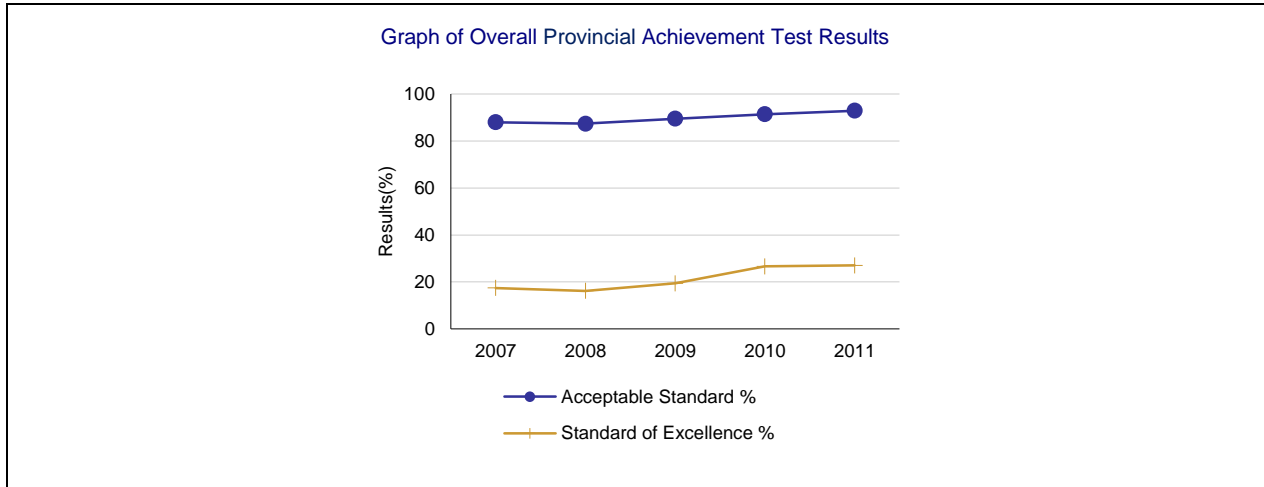 Graph of Overall Provincial Achievement Test Results
100
80
60
40
20
0
Results(%)
2007 2008 2009 2010 2011
Acceptable Standard %
Standard of Excellence %